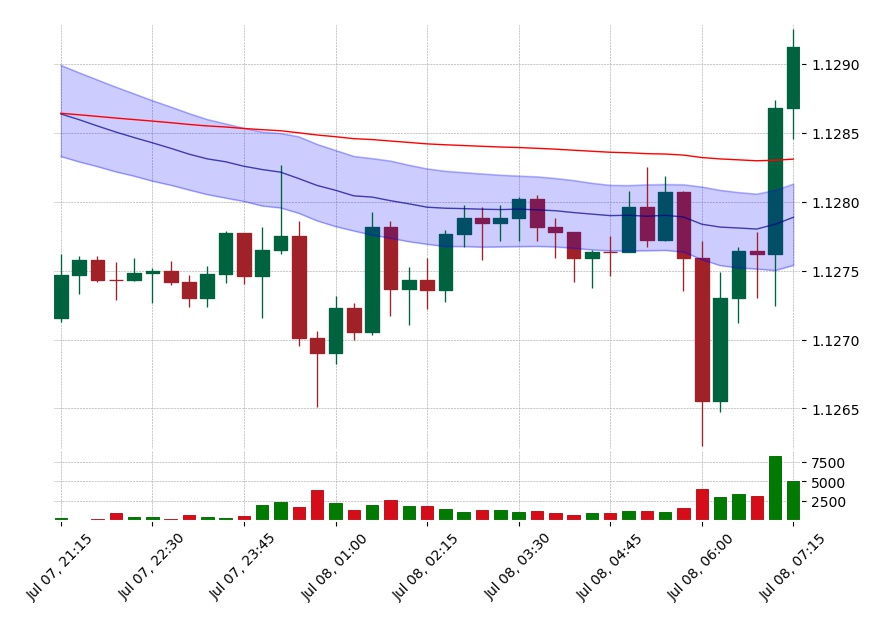 1.1290
1.1285
1.1280
1.1275
1.1270
1.1265
7500
5000
2500
Jul 07, 21:15
Jul 07, 22:30
Jul 07, 23:45
Jul 08, 01:00
Jul 08, 02:15
Jul 08, 03:30
Jul 08, 04:45
Jul 08, 06:00
Jul 08, 07:15